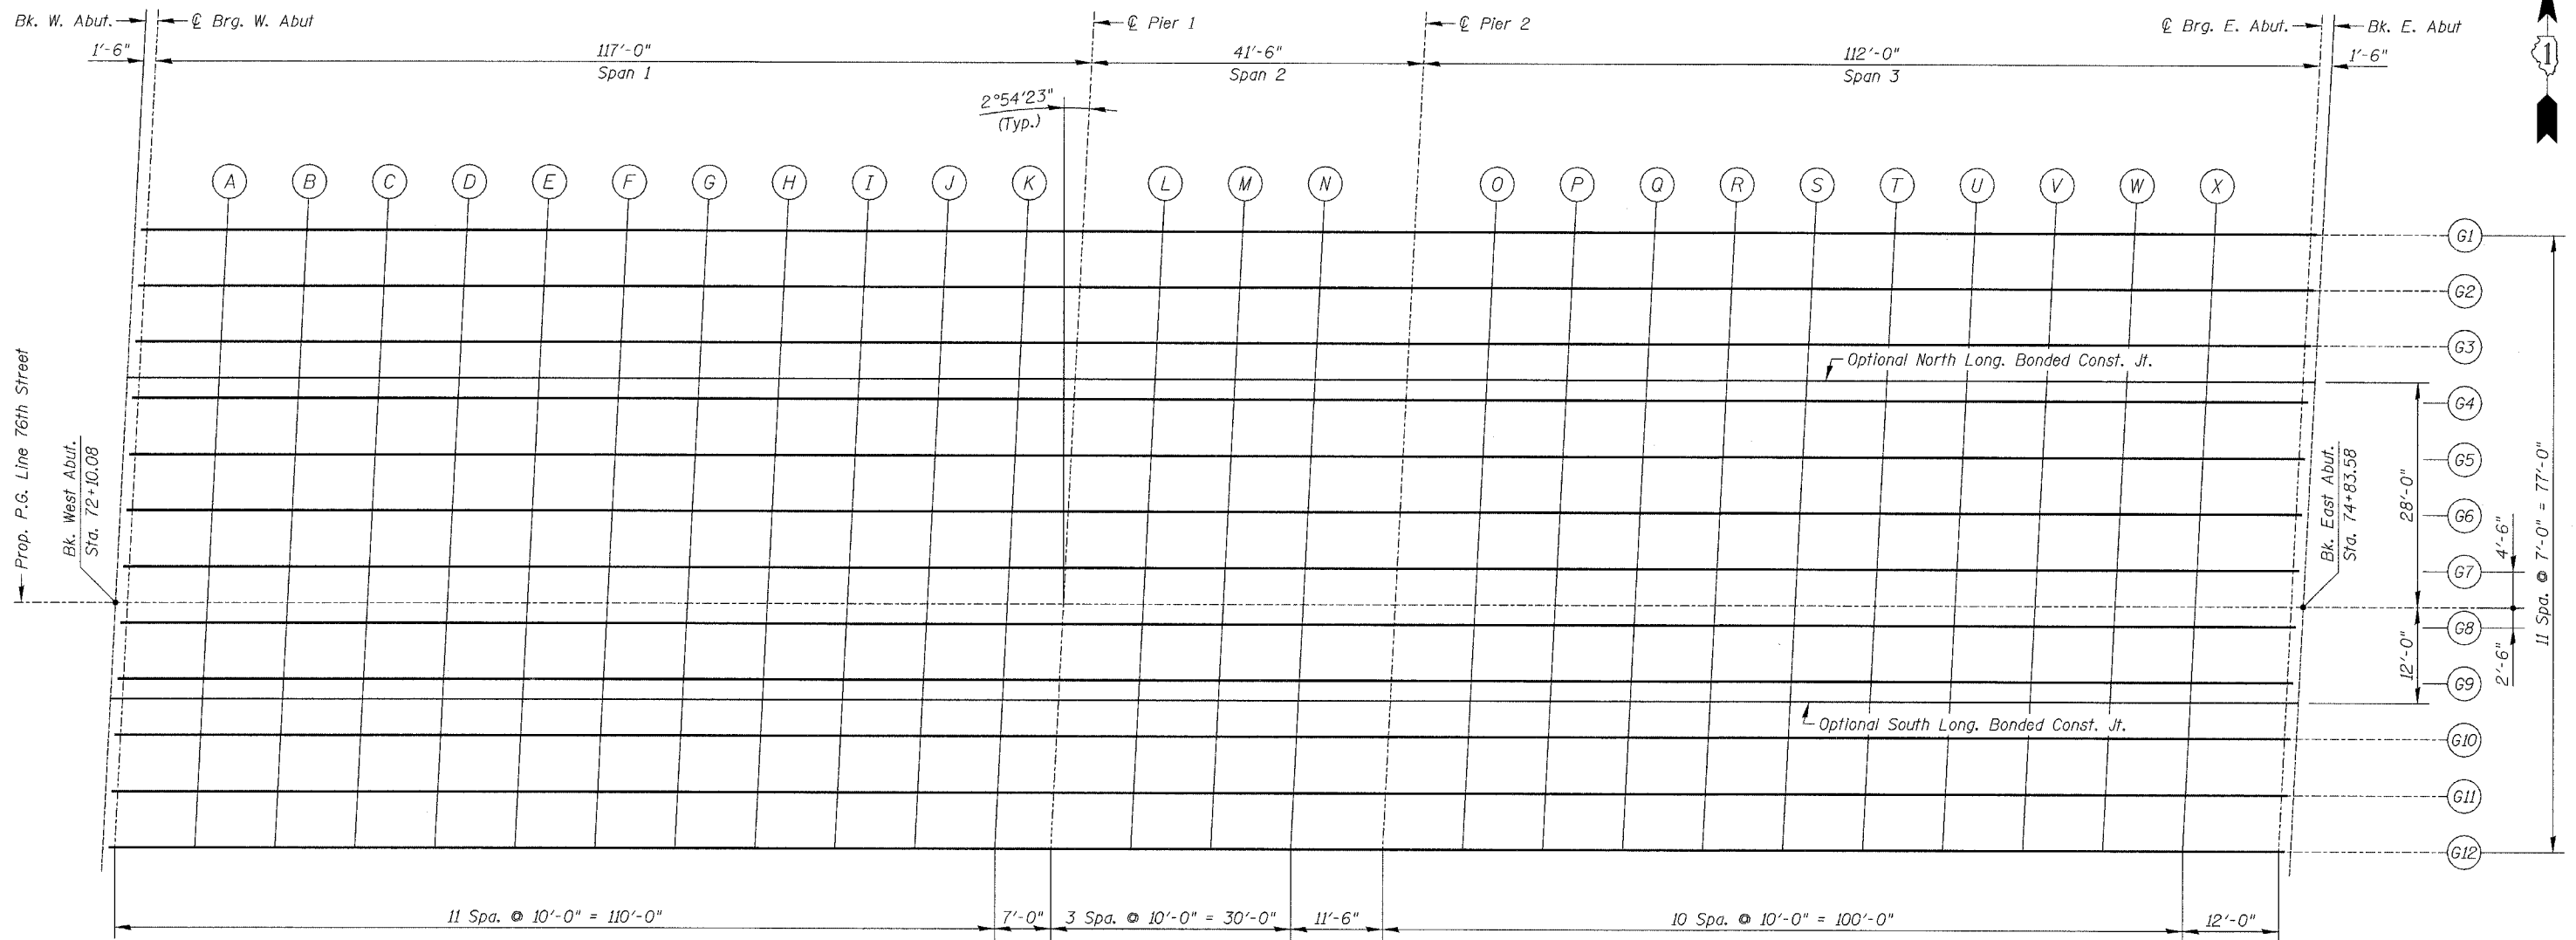 Bk. W. Abut.
℄ Brg. W. Abut
℄ Pier 1
℄ Pier 2
℄ Brg. E. Abut.
Bk. E. Abut
1'-6"
117'-0"
Span 1
41'-6"
Span 2
112'-0"
Span 3
1'-6"
1
2°54'23"
(Typ.)
A B C D E F G H I J K L M N O P Q R S T U V W X
G1
G2
G3
Optional North Long. Bonded Const. Jt.
G4
G5
G6
G7
G8
G9
Optional South Long. Bonded Const. Jt.
G10
G11
G12
Prop. P.G. Line 76th Street
Bk. West Abut.
Sta. 72+10.08
Bk. East Abut.
Sta. 74+83.58
28'-0"
12'-0"
4'-6"
2'-6"
11 Spa. @ 7'-0" = 77'-0"
11 Spa. @ 10'-0" = 110'-0"
7'-0"
3 Spa. @ 10'-0" = 30'-0"
11'-6"
10 Spa. @ 10'-0" = 100'-0"
12'-0"